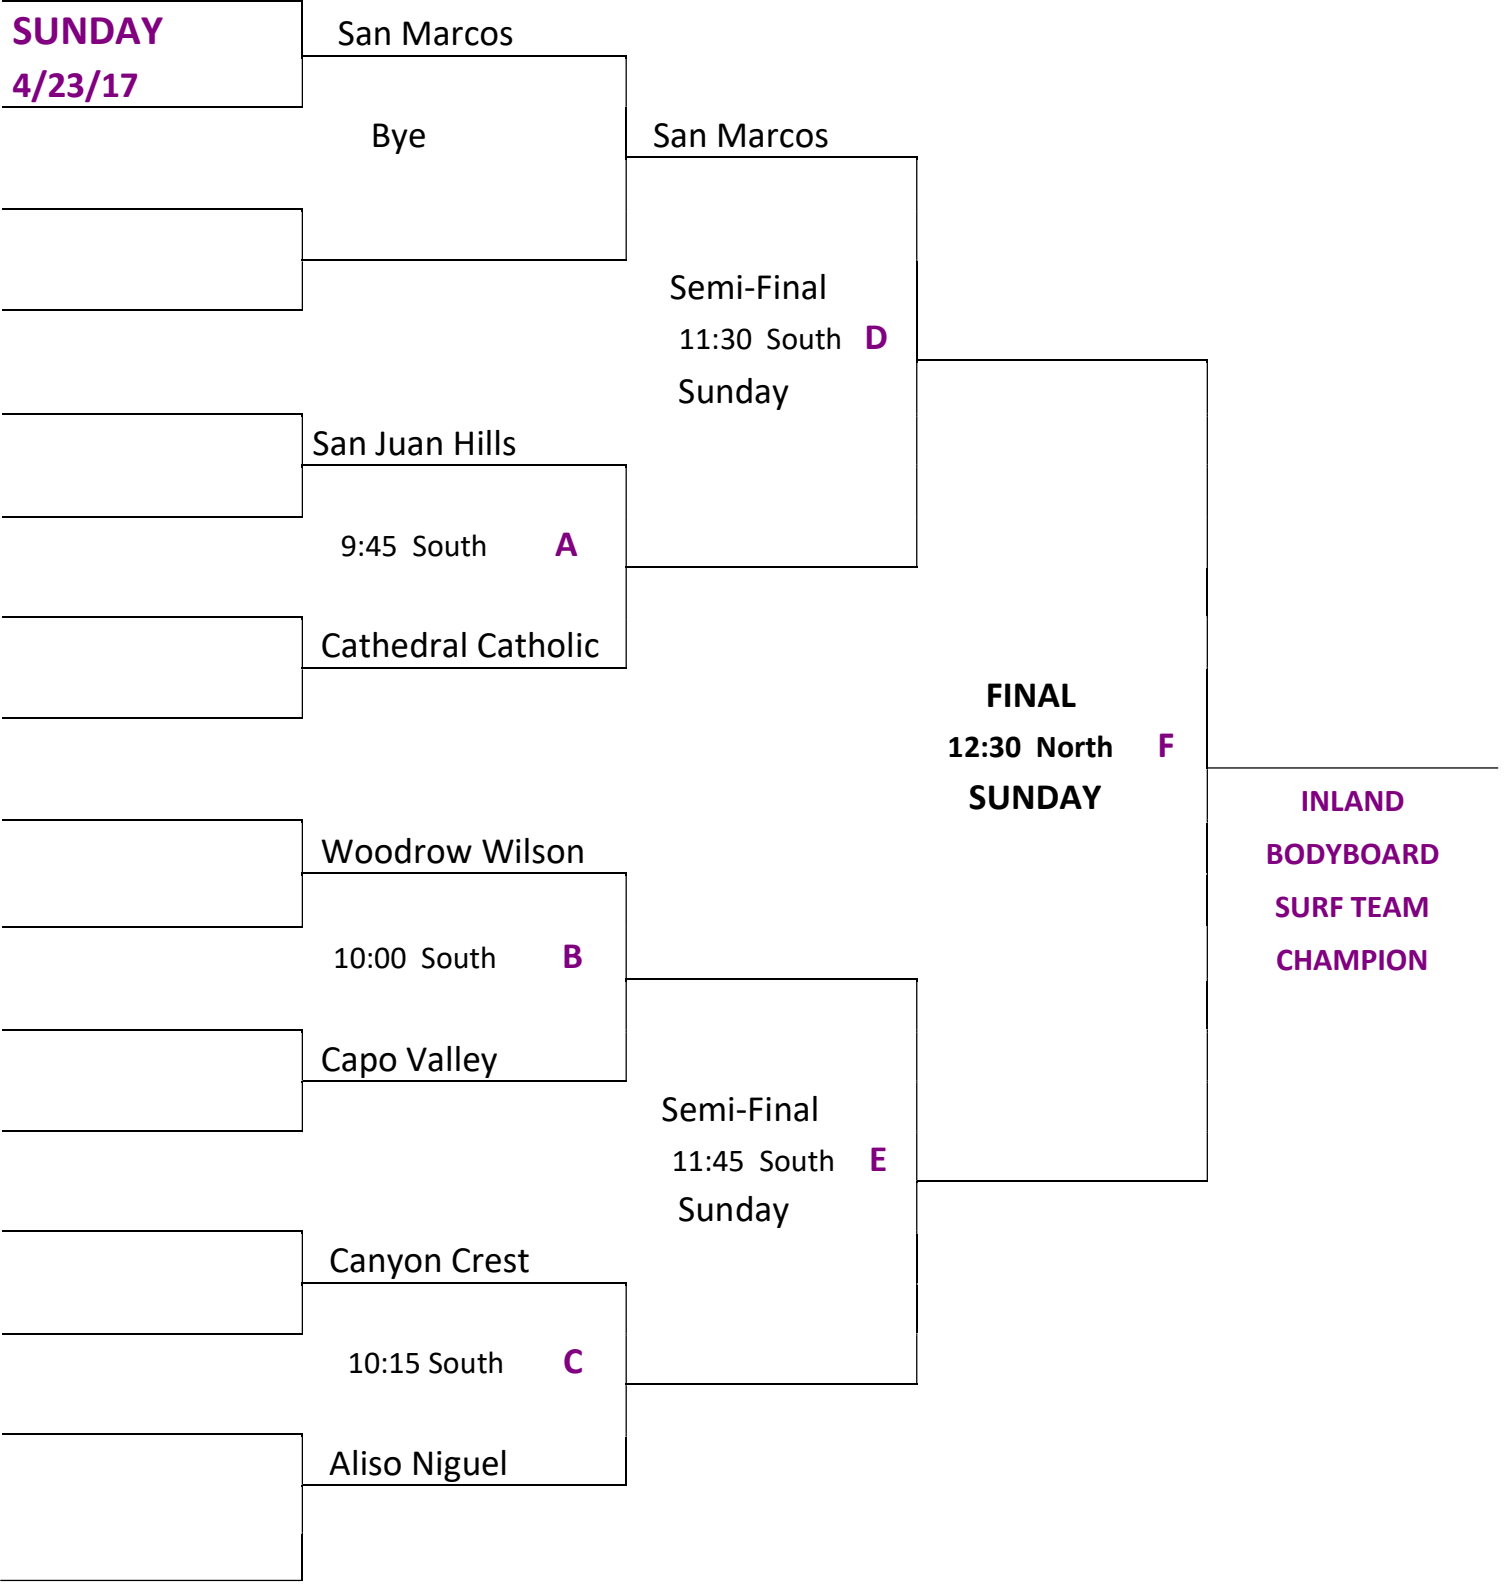 SUNDAY
4/23/17
San Marcos
Bye
San Marcos
Semi-Final
11:30 South D
Sunday
San Juan Hills
9:45 South A
Cathedral Catholic
FINAL
12:30 North F
SUNDAY
INLAND
BODYBOARD
SURF TEAM
CHAMPION
Woodrow Wilson
10:00 South B
Capo Valley
Semi-Final
11:45 South E
Sunday
Canyon Crest
10:15 South C
Aliso Niguel